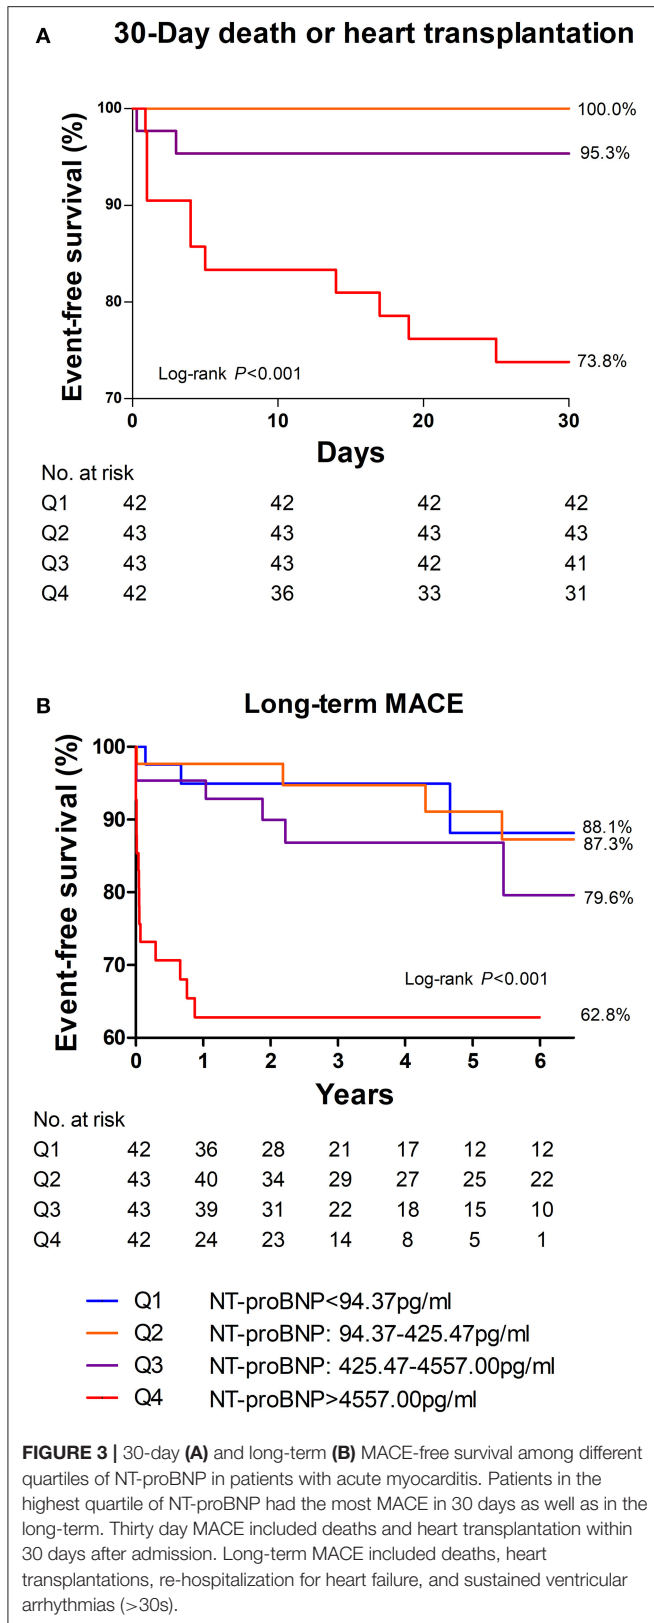 A 30-Day death or heart transplantation
Event-free survival (%)
100
90
80
70
100.0%
95.3%
73.8%
Log-rank P<0.001
0 10 20 30
Days
No. at risk
Q1 42 42 42 42
Q2 43 43 43 43
Q3 43 43 42 41
Q4 42 36 33 31
B Long-term MACE
Event-free survival (%)
100
90
80
70
60
88.1%
87.3%
79.6%
Log-rank P<0.001
62.8%
0 1 2 3 4 5 6
Years
No. at risk
Q1 42 36 28 21 17 12 12
Q2 43 40 34 29 27 25 22
Q3 43 39 31 22 18 15 10
Q4 42 24 23 14 8 5 1
Q1 NT-proBNP<94.37pg/ml
Q2 NT-proBNP: 94.37-425.47pg/ml
Q3 NT-proBNP: 425.47-4557.00pg/ml
Q4 NT-proBNP>4557.00pg/ml
FIGURE 3 | 30-day (A) and long-term (B) MACE-free survival among different
quartiles of NT-proBNP in patients with acute myocarditis. Patients in the
highest quartile of NT-proBNP had the most MACE in 30 days as well as in the
long-term. Thirty day MACE included deaths and heart transplantation within
30 days after admission. Long-term MACE included deaths, heart
transplantations, re-hospitalization for heart failure, and sustained ventricular
arrhythmias (>30s).